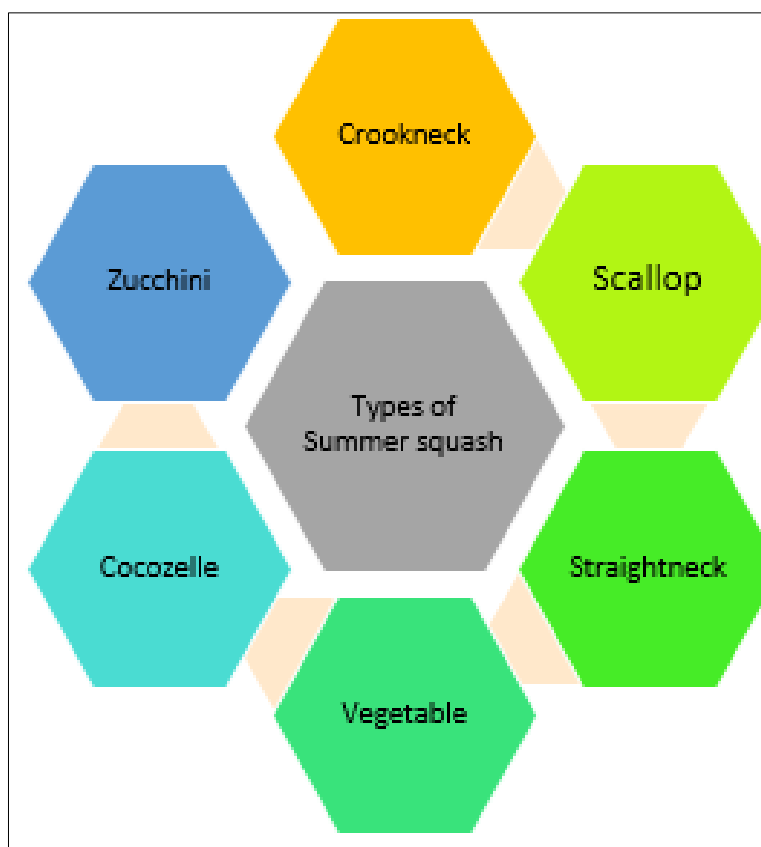 Crookneck
Scallop
Zucchini
Types of
Summer squash
Cocozelle
Straightneck
Vegetable